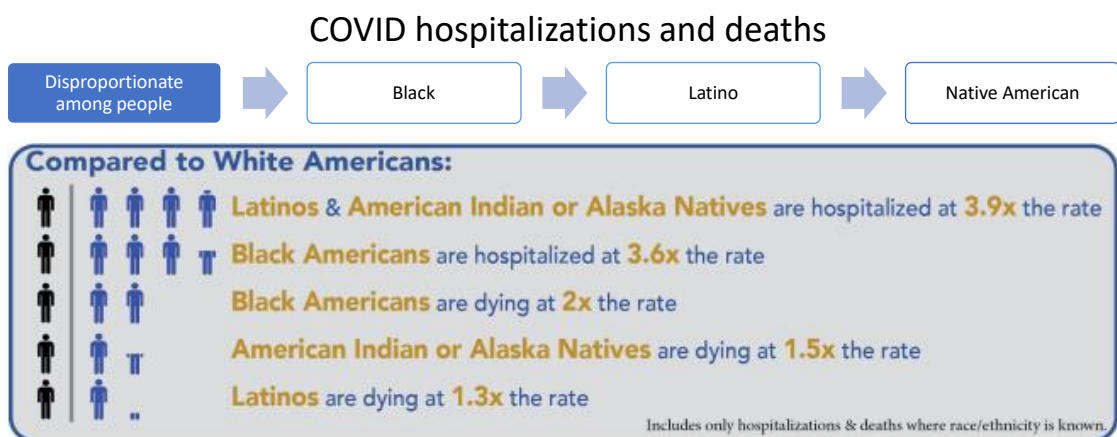 COVID hospitalizations and deaths
Disproportionate
among people
Black
Latino
Native American
Compared to White Americans:
Latinos & American Indian or Alaska Natives are hospitalized at 3.9x the rate
Black Americans are hospitalized at 3.6x the rate
Black Americans are dying at 2x the rate
American Indian or Alaska Natives are dying at 1.5x the rate
Latinos are dying at 1.3x the rate
Includes only hospitalizations & deaths where race/ethnicity is known.